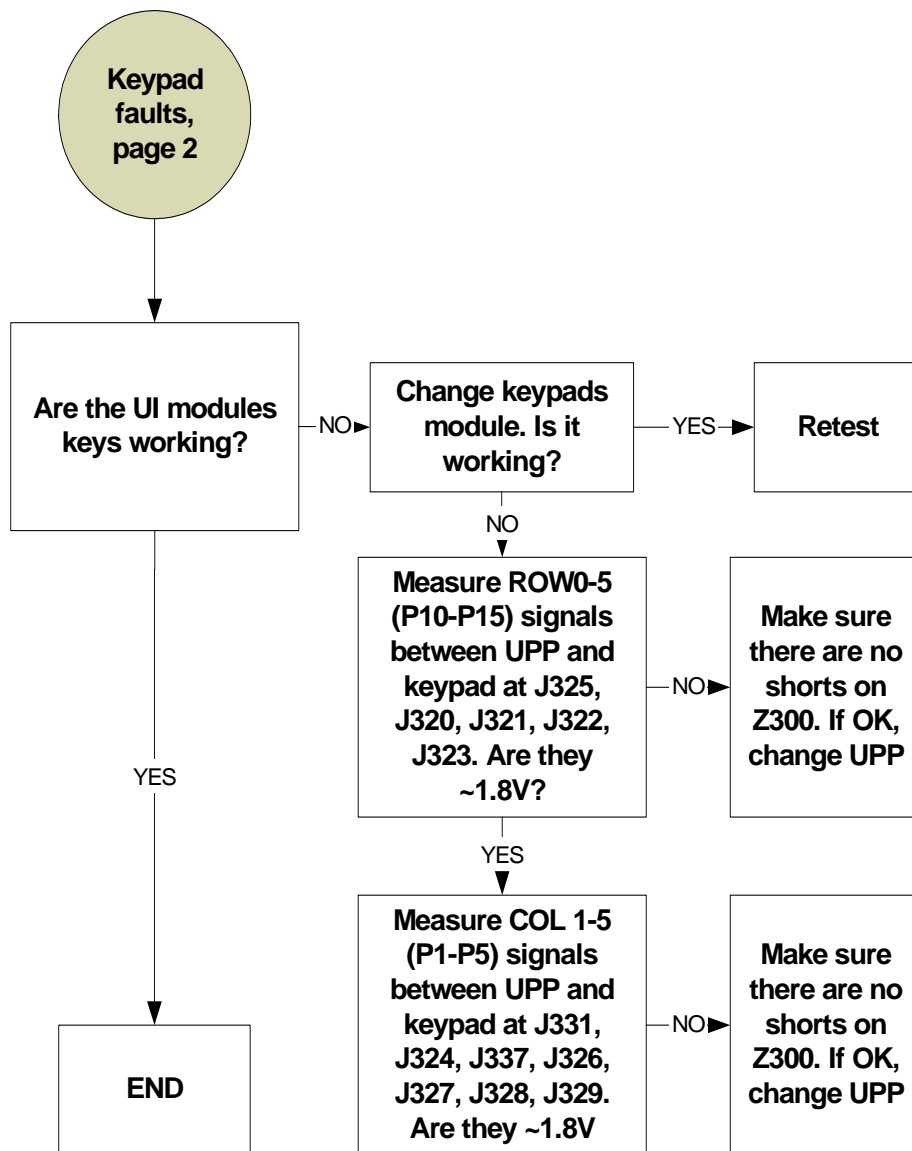 Keypad
faults,
page 2
Are the UI modules
keys working?
NO
Change keypads
module. Is it
working?
YES
Retest
NO
Measure ROW0-5
(P10-P15) signals
between UPP and
keypad at J325,
J320, J321, J322,
J323. Are they
~1.8V?
NO
Make sure
there are no
shorts on
Z300. If OK,
change UPP
YES
YES
Measure COL 1-5
(P1-P5) signals
between UPP and
keypad at J331,
J324, J337, J326,
J327, J328, J329.
Are they ~1.8V
NO
Make sure
there are no
shorts on
Z300. If OK,
change UPP
END